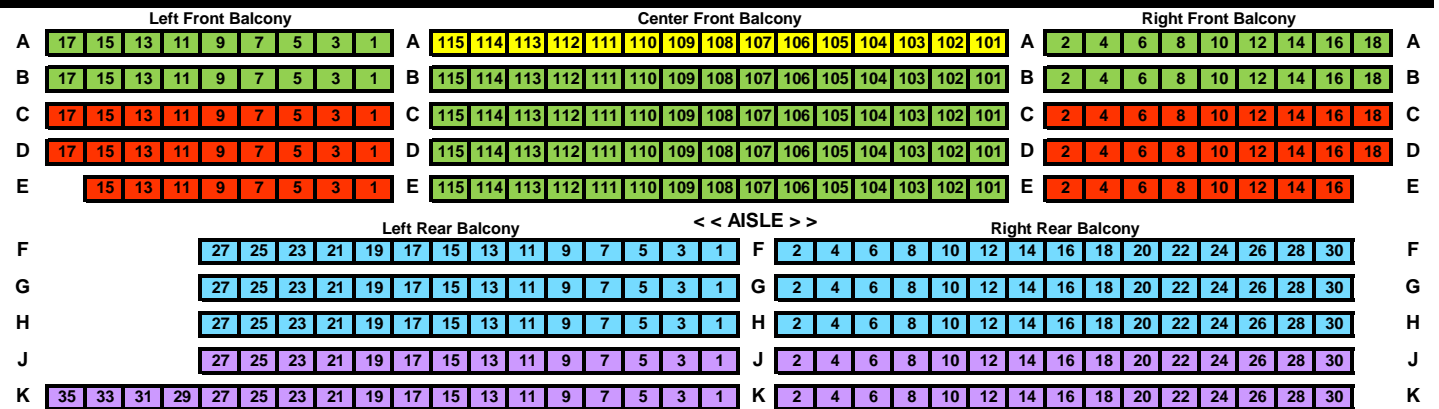 Left Front Balcony Center Front Balcony Right Front Balcony
A 17 15 13 11 9 7 5 3 1 A 115 114 113 112 111 110 109 108 107 106 105 104 103 102 101 A 2 4 6 8 10 12 14 16 18 A
B 17 15 13 11 9 7 5 3 1 B 115 114 113 112 111 110 109 108 107 106 105 104 103 102 101 B 2 4 6 8 10 12 14 16 18 B
C 17 15 13 11 9 7 5 3 1 C 115 114 113 112 111 110 109 108 107 106 105 104 103 102 101 C 2 4 6 8 10 12 14 16 18 C
D 17 15 13 11 9 7 5 3 1 D 115 114 113 112 111 110 109 108 107 106 105 104 103 102 101 D 2 4 6 8 10 12 14 16 18 D
E 15 13 11 9 7 5 3 1 E 115 114 113 112 111 110 109 108 107 106 105 104 103 102 101 E 2 4 6 8 10 12 14 16 E
< < AISLE > >
Left Rear Balcony Right Rear Balcony
F 27 25 23 21 19 17 15 13 11 9 7 5 3 1 F 2 4 6 8 10 12 14 16 18 20 22 24 26 28 30 F
G 27 25 23 21 19 17 15 13 11 9 7 5 3 1 G 2 4 6 8 10 12 14 16 18 20 22 24 26 28 30 G
H 27 25 23 21 19 17 15 13 11 9 7 5 3 1 H 2 4 6 8 10 12 14 16 18 20 22 24 26 28 30 H
J 27 25 23 21 19 17 15 13 11 9 7 5 3 1 J 2 4 6 8 10 12 14 16 18 20 22 24 26 28 30 J
K 35 33 31 29 27 25 23 21 19 17 15 13 11 9 7 5 3 1 K 2 4 6 8 10 12 14 16 18 20 22 24 26 28 30 K